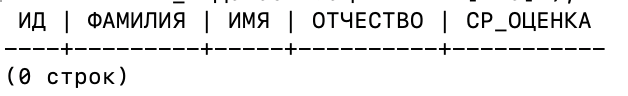 ИД | ФАМИЛИЯ | ИМЯ | ОТЧЕСТВО | СР_ОЦЕНКА
----+---------+-----+----------+-----------
(0 строк)